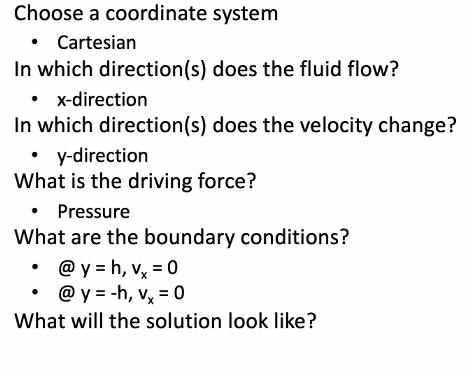 Choose a coordinate system
• Cartesian
In which direction(s) does the fluid flow?
• x-direction
In which direction(s) does the velocity change?
• y-direction
What is the driving force?
• Pressure
What are the boundary conditions?
• @ y = h, vₓ = 0
• @ y = -h, vₓ = 0
What will the solution look like?